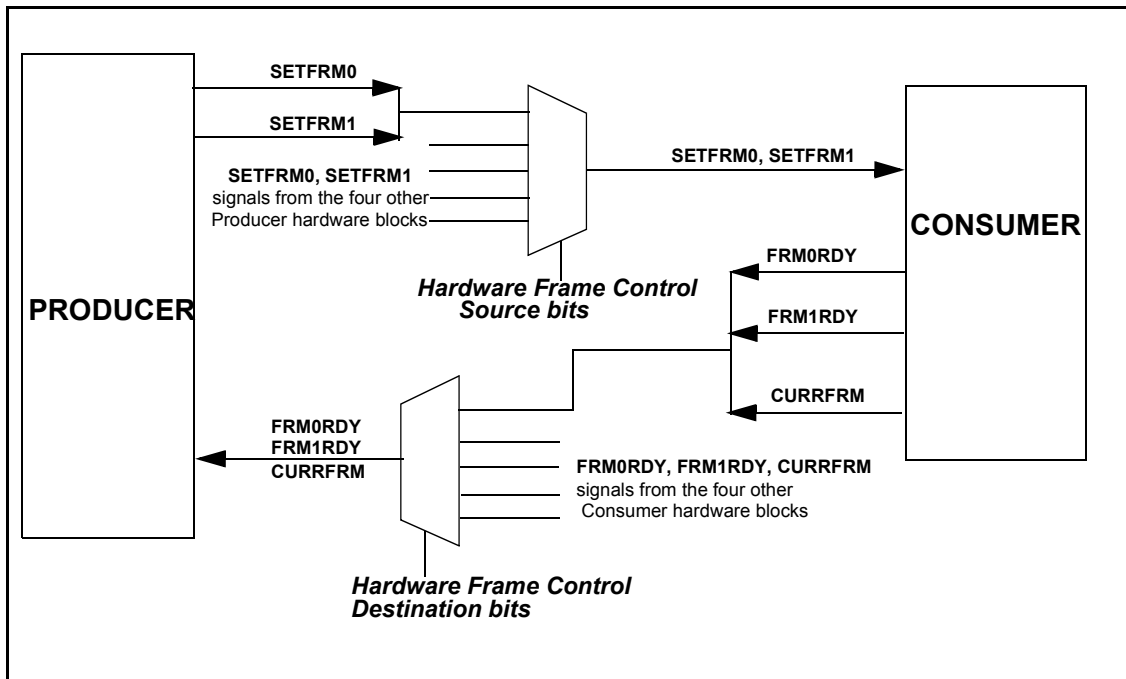 SETFRM0
SETFRM1
SETFRM0, SETFRM1
signals from the four other
Producer hardware blocks
SETFRM0, SETFRM1
PRODUCER
CONSUMER
Hardware Frame Control
Source bits
FRM0RDY
FRM1RDY
CURRFRM
FRM0RDY
FRM1RDY
CURRFRM
FRM0RDY, FRM1RDY, CURRFRM
signals from the four other
Consumer hardware blocks
Hardware Frame Control
Destination bits